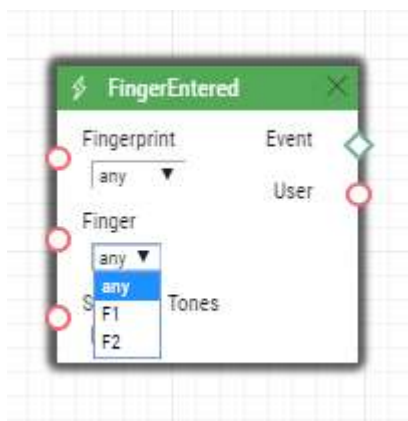 FingerEntered
Fingerprint Event
any
User
Finger
any
any
Tones
F1
F2